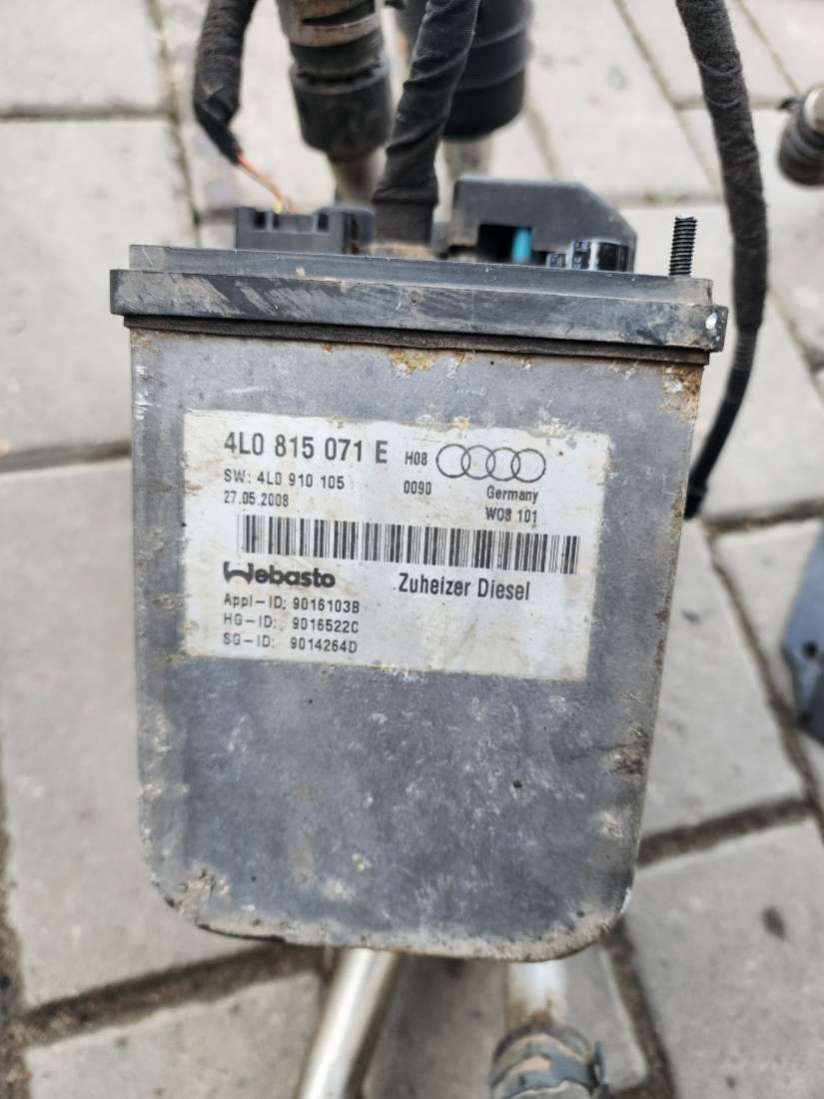 4L0 815 071 E H08
SW: 4L0 910 105 0090 Germany
27.05.2008 W08 101
Webasto Zuheizer Diesel
Appl-ID: 9016103B
HG-ID: 9016522C
SG-ID: 9014264D